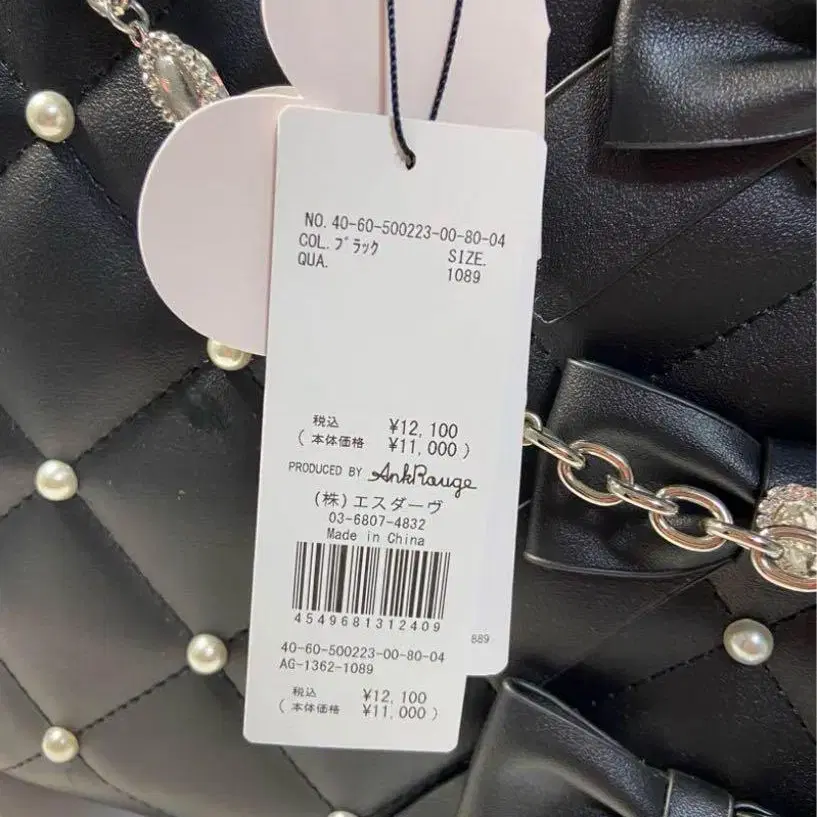 NO. 40-60-500223-00-80-04
COL. ブラック SIZE.
QUA. 1089
税込 ¥12,100
(本体価格 ¥11,000)
PRODUCED BY AnkRouge
(株)エスダーヴ
03-6807-4832
Made in China
4549681312409
889
40-60-500223-00-80-04
AG-1362-1089
税込 ¥12,100
(本体価格 ¥11,000)